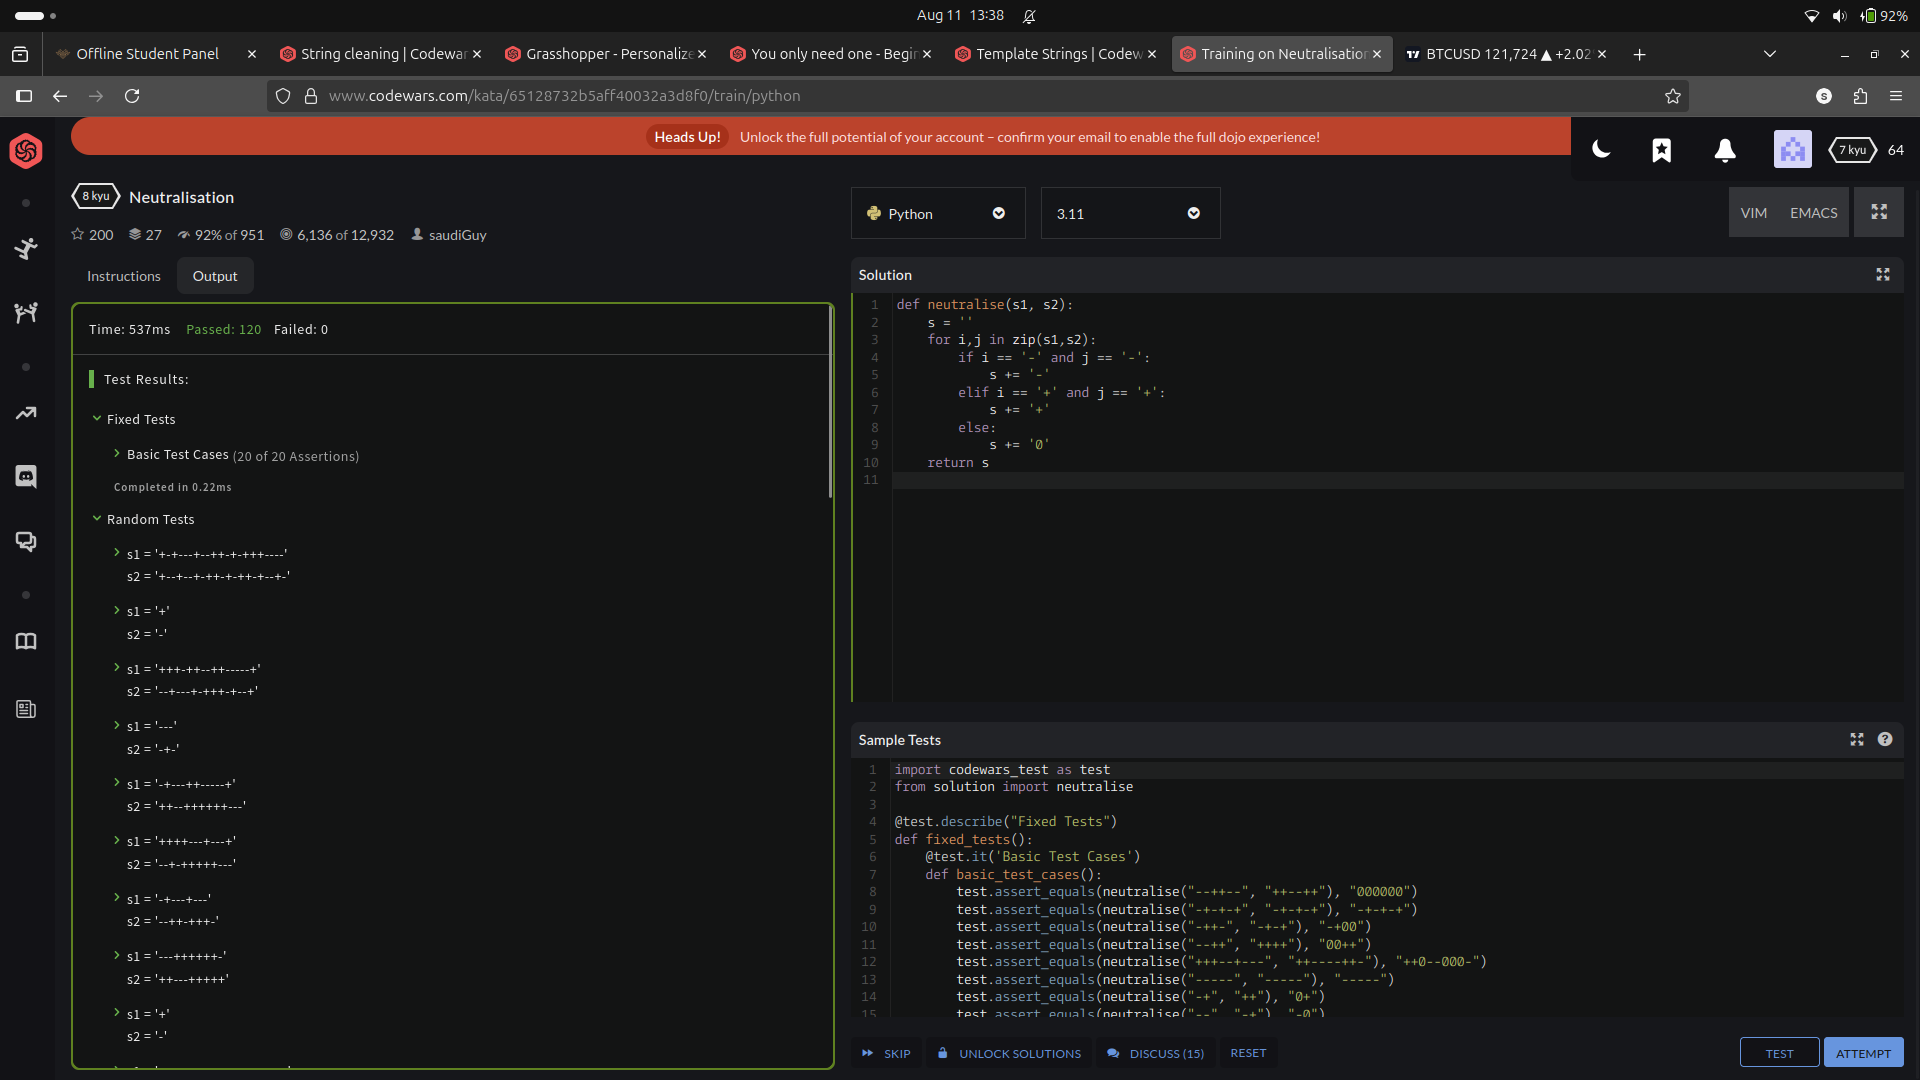 Aug 11 13:38
92%
Offline Student Panel
String cleaning | Codewar
Grasshopper - Personalize
You only need one - Begin
Template Strings | Codew
Training on Neutralisation
BTCUSD 121,724 ▲ +2.02
www.codewars.com/kata/65128732b5aff40032a3d8f0/train/python
S
Heads Up! Unlock the full potential of your account – confirm your email to enable the full dojo experience!
7 kyu 64
8 kyu Neutralisation
200 27 92% of 951 6,136 of 12,932 saudiGuy
Instructions Output
Time: 537ms Passed: 120 Failed: 0
Test Results:
Fixed Tests
Basic Test Cases (20 of 20 Assertions)
Completed in 0.22ms
Random Tests
s1 = '+-+---+--++-+-+++----'
s2 = '+--+--+-++-+-++-+--+-'
s1 = '+'
s2 = '-'
s1 = '+++-++--++-----+'
s2 = '--+---+-+++-+--+'
s1 = '---'
s2 = '-+-'
s1 = '-+---++-----+'
s2 = '++--++++++---'
s1 = '++++---+---+'
s2 = '--+-+++++---'
s1 = '-+---+---'
s2 = '--++-+++-'
s1 = '---++++++-'
s2 = '++---+++++'
s1 = '+'
s2 = '-'
Python
3.11
VIM EMACS
Solution
1 def neutralise(s1, s2):
2     s = ''
3     for i,j in zip(s1,s2):
4         if i == '-' and j == '-':
5             s += '-'
6         elif i == '+' and j == '+':
7             s += '+'
8         else:
9             s += '0'
10     return s
11
Sample Tests
1 import codewars_test as test
2 from solution import neutralise
3
4 @test.describe("Fixed Tests")
5 def fixed_tests():
6     @test.it('Basic Test Cases')
7     def basic_test_cases():
8         test.assert_equals(neutralise("--++--", "++--++"), "000000")
9         test.assert_equals(neutralise("-+-+-+", "-+-+-+"), "-+-+-+")
10         test.assert_equals(neutralise("-++-", "-+-+"), "-+00")
11         test.assert_equals(neutralise("--++", "++++"), "00++")
12         test.assert_equals(neutralise("+++--+---", "++----++-"), "++0--000-")
13         test.assert_equals(neutralise("-----", "-----"), "-----")
14         test.assert_equals(neutralise("-+", "++"), "0+")
15         test.assert_equals(neutralise("--", "-+"), "-0")
SKIP UNLOCK SOLUTIONS DISCUSS (15) RESET TEST ATTEMPT